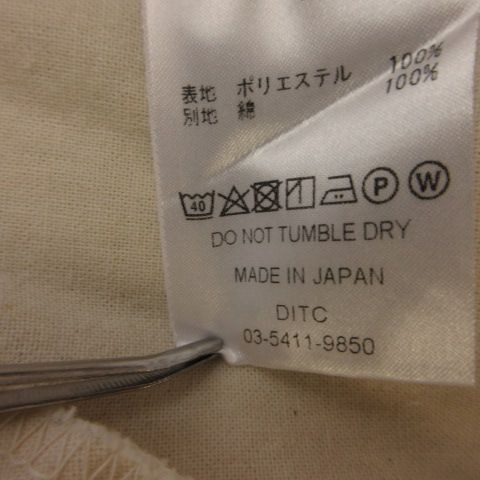 表地 ポリエステル 100%
別地 綿 100%
40 P W
DO NOT TUMBLE DRY
MADE IN JAPAN
DITC
03-5411-9850